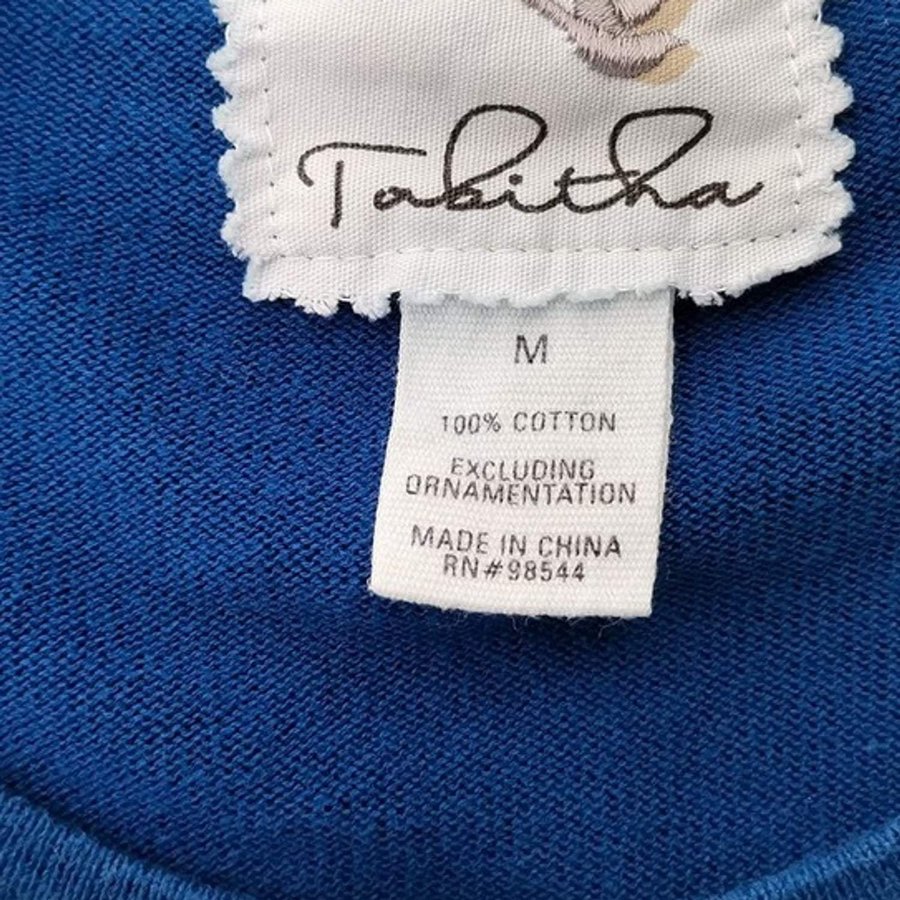 Tabitha
M
100% COTTON
EXCLUDING
ORNAMENTATION
MADE IN CHINA
RN#98544